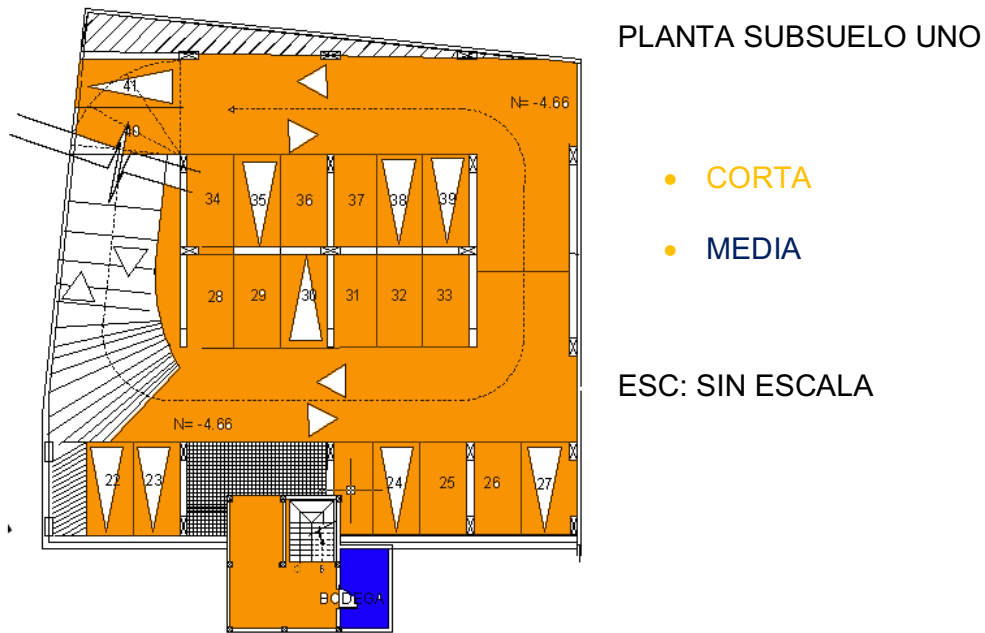 PLANTA SUBSUELO UNO
41
N= -4.66
40
34 35 36 37 38 39
CORTA
MEDIA
28 29 30 31 32 33
ESC: SIN ESCALA
N= -4.66
22 23 24 25 26 27
BODEGA